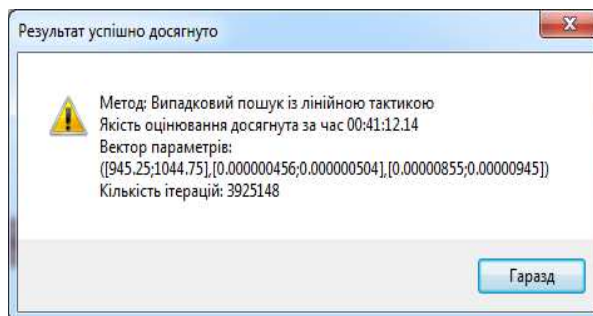 Результат успішно досягнуто
Метод: Випадковий пошук із лінійною тактикою
Якість оцінювання досягнута за час 00:41:12.14
Вектор параметрів:
([945.25;1044.75],[0.000000456;0.000000504],[0.00000855;0.00000945])
Кількість ітерацій: 3925148
Гаразд